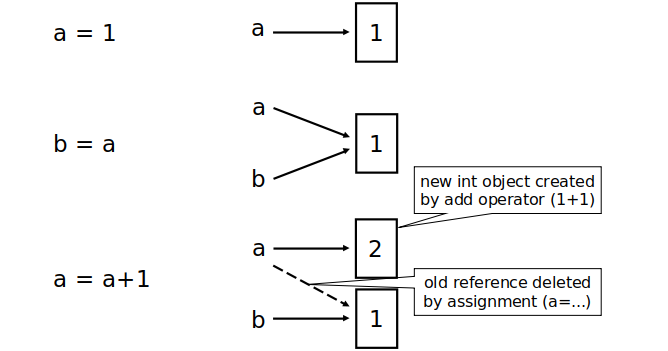 a = 1
a
1
b = a
a
b
1
new int object created
by add operator (1+1)
a = a+1
a
2
old reference deleted
by assignment (a=...)
b
1